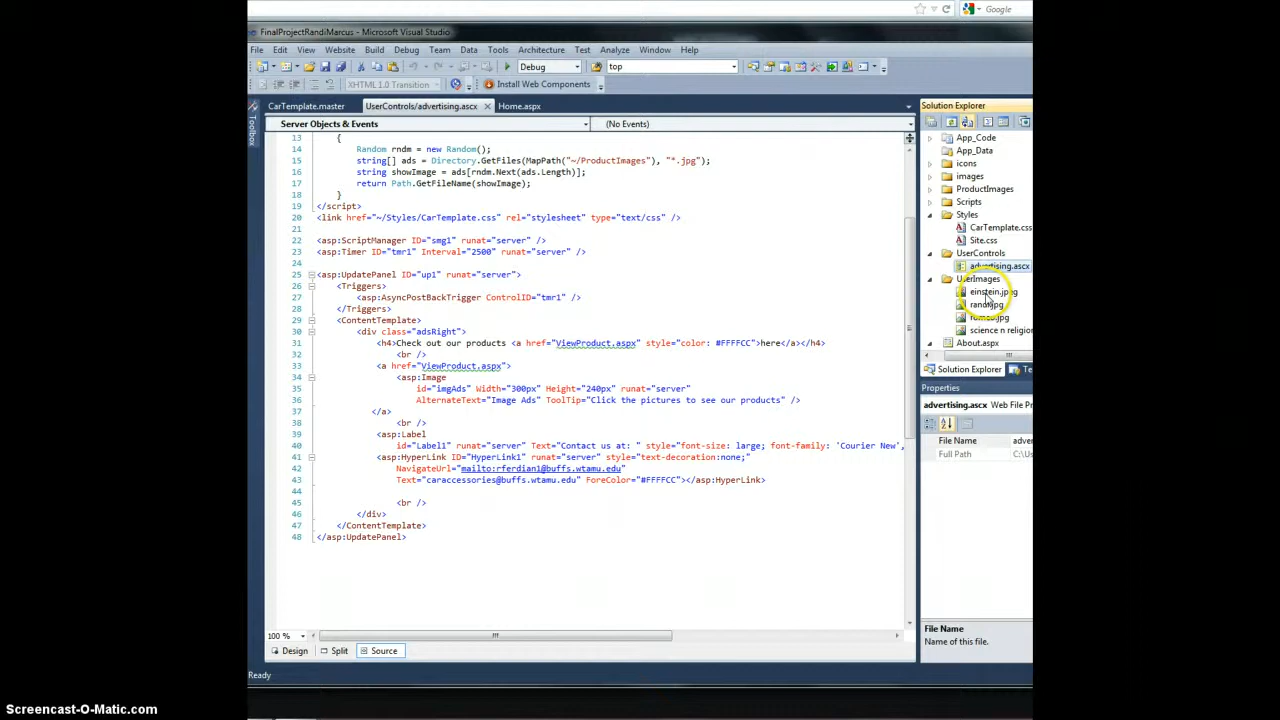 Google
FinalProjectRandiMarcus - Microsoft Visual Studio
File Edit View Website Build Debug Team Data Tools Architecture Test Analyze Window Help
Debug top
XHTML 1.0 Transition Install Web Components
CarTemplate.master UserControls/advertising.ascx Home.aspx
Toolbox
Server Objects & Events (No Events)
13 {
14 Random rndm = new Random();
15 string[] ads = Directory.GetFiles(MapPath("~/ProductImages"), "*.jpg");
16 string showImage = ads[rndm.Next(ads.Length)];
17 return Path.GetFileName(showImage);
18 }
19 </script>
20 <link href="~/Styles/CarTemplate.css" rel="stylesheet" type="text/css" />
21
22 <asp:ScriptManager ID="smg1" runat="server" />
23 <asp:Timer ID="tmr1" Interval="2500" runat="server" />
24
25 <asp:UpdatePanel ID="up1" runat="server">
26 <Triggers>
27 <asp:AsyncPostBackTrigger ControlID="tmr1" />
28 </Triggers>
29 <ContentTemplate>
30 <div class="adsRight">
31 <h4>Check out our products <a href="ViewProduct.aspx" style="color: #FFFFCC">here</a></h4>
32 <br />
33 <a href="ViewProduct.aspx">
34 <asp:Image
35 id="imgAds" Width="300px" Height="240px" runat="server"
36 AlternateText="Image Ads" ToolTip="Click the pictures to see our products" />
37 </a>
38 <br />
39 <asp:Label
40 id="Label1" runat="server" Text="Contact us at: " style="font-size: large; font-family: 'Courier New',
41 <asp:HyperLink ID="HyperLink1" runat="server" style="text-decoration:none;"
42 NavigateUrl="mailto:rferdian1@buffs.wtamu.edu"
43 Text="caraccessories@buffs.wtamu.edu" ForeColor="#FFFFCC"></asp:HyperLink>
44
45 <br />
46 </div>
47 </ContentTemplate>
48 </asp:UpdatePanel>
100 %
Design Split Source
Ready
Solution Explorer
App_Code
App_Data
icons
images
ProductImages
Scripts
Styles
CarTemplate.css
Site.css
UserControls
advertising.ascx
UserImages
einstein.jpeg
science n religio
About.aspx
Solution Explorer Te
Properties
advertising.ascx Web File Pr
File Name adve
Full Path C:\Us
File Name
Name of this file.
Screencast-O-Matic.com